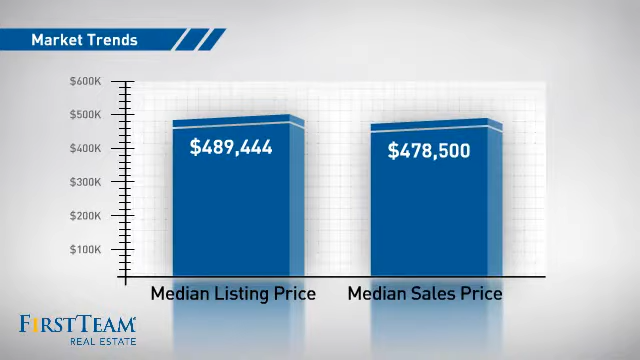 Market Trends
$600K
$500K
$400K
$300K
$200K
$100K
$489,444
$478,500
Median Listing Price
Median Sales Price
FIRSTTEAM®
REAL ESTATE